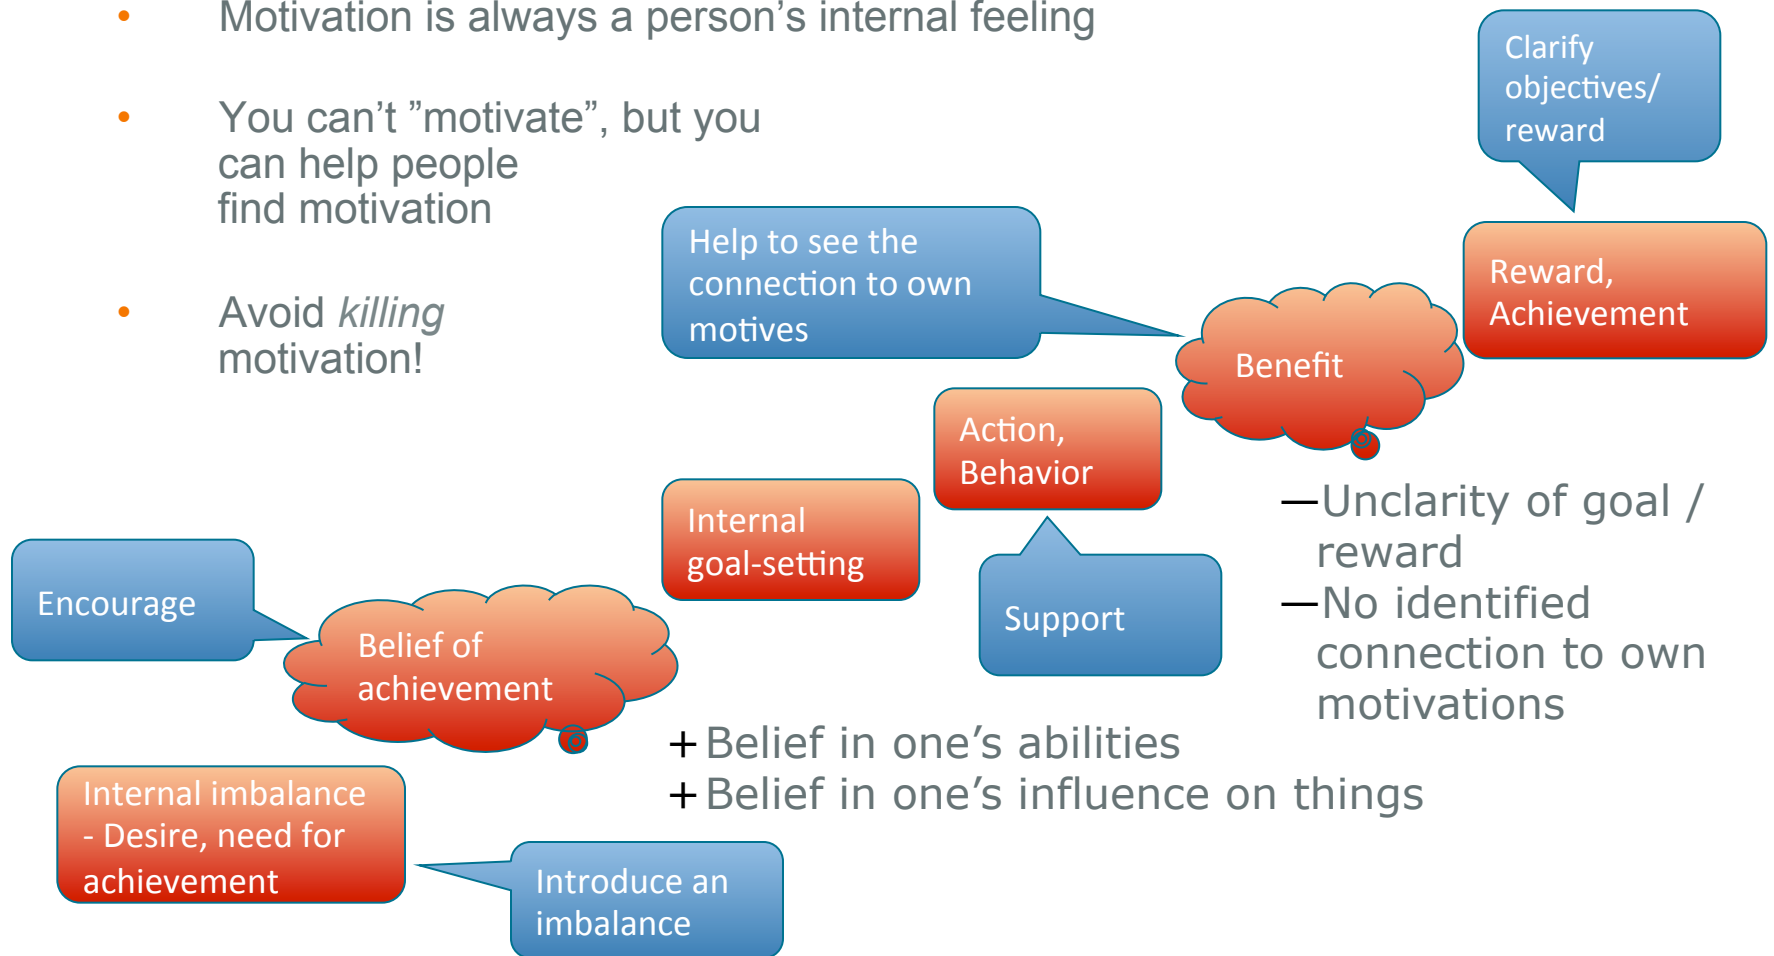 • Motivation is always a person’s internal feeling
• You can’t ”motivate”, but you
can help people
find motivation
• Avoid killing
motivation!
Clarify
objectives/
reward
Help to see the
connection to own
motives
Reward,
Achievement
Benefit
Action,
Behavior
Internal
goal-setting
—Unclarity of goal /
reward
—No identified
connection to own
motivations
Encourage
Support
Belief of
achievement
+ Belief in one’s abilities
+ Belief in one’s influence on things
Internal imbalance
- Desire, need for
achievement
Introduce an
imbalance